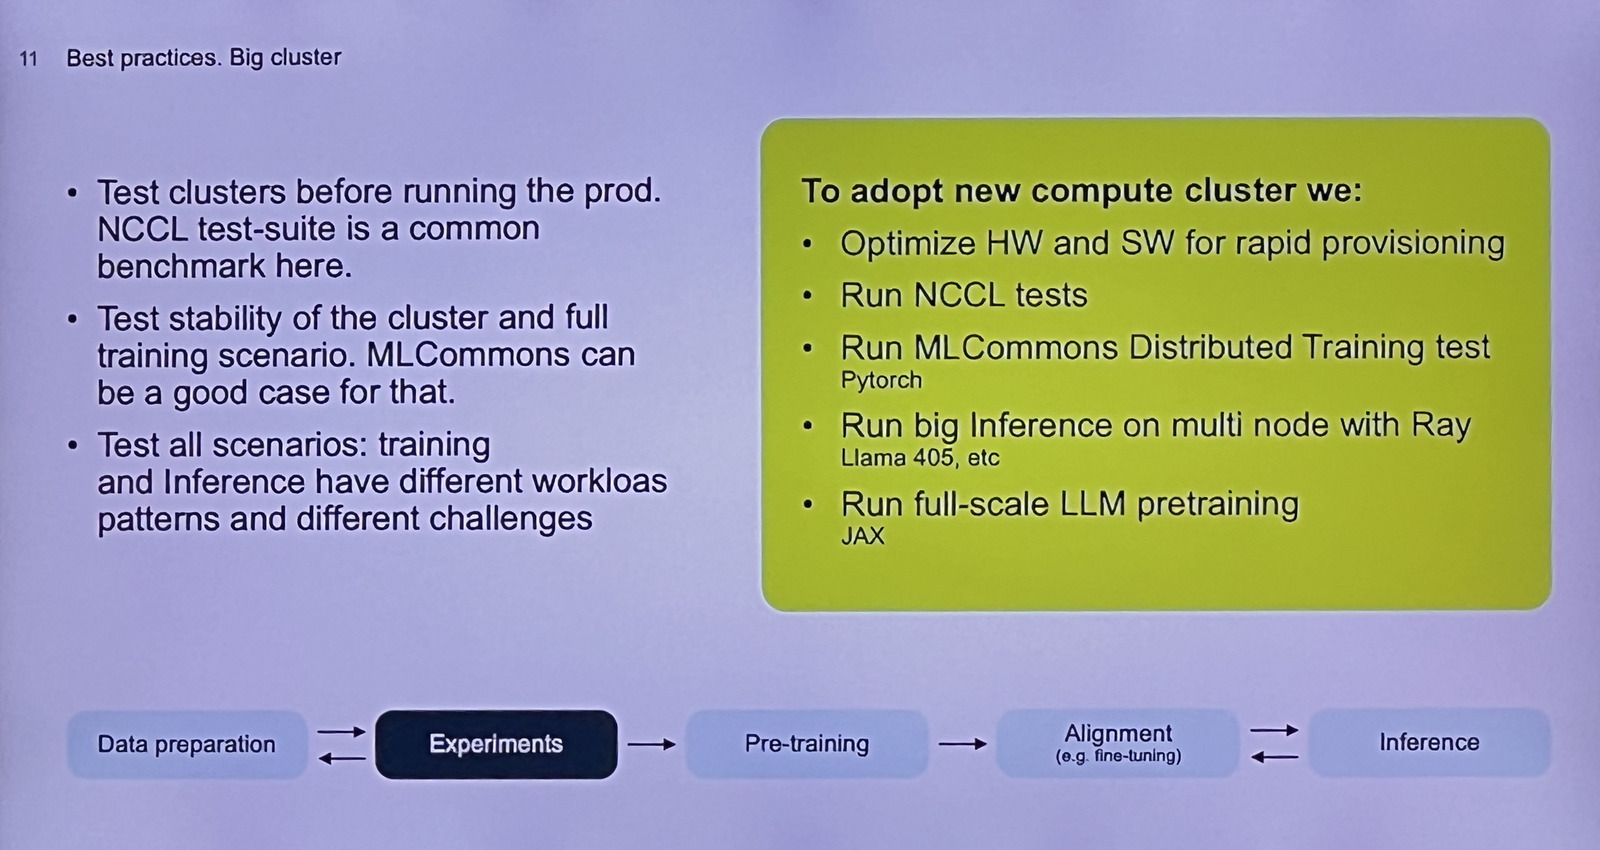 11 Best practices. Big cluster
• Test clusters before running the prod.
NCCL test-suite is a common
benchmark here.
• Test stability of the cluster and full
training scenario. MLCommons can
be a good case for that.
• Test all scenarios: training
and Inference have different workloas
patterns and different challenges
To adopt new compute cluster we:
• Optimize HW and SW for rapid provisioning
• Run NCCL tests
• Run MLCommons Distributed Training test
Pytorch
• Run big Inference on multi node with Ray
Llama 405, etc
• Run full-scale LLM pretraining
JAX
Data preparation
Experiments
Pre-training
Alignment
(e.g. fine-tuning)
Inference